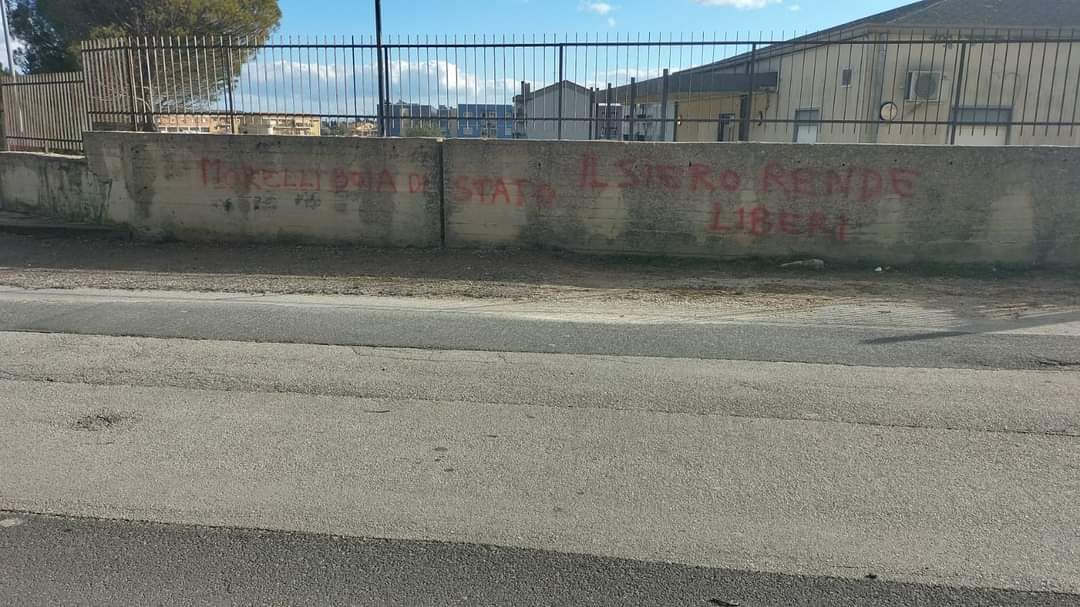 MORELLI BOIA DI STATO
IL SIERO RENDE
LIBERI